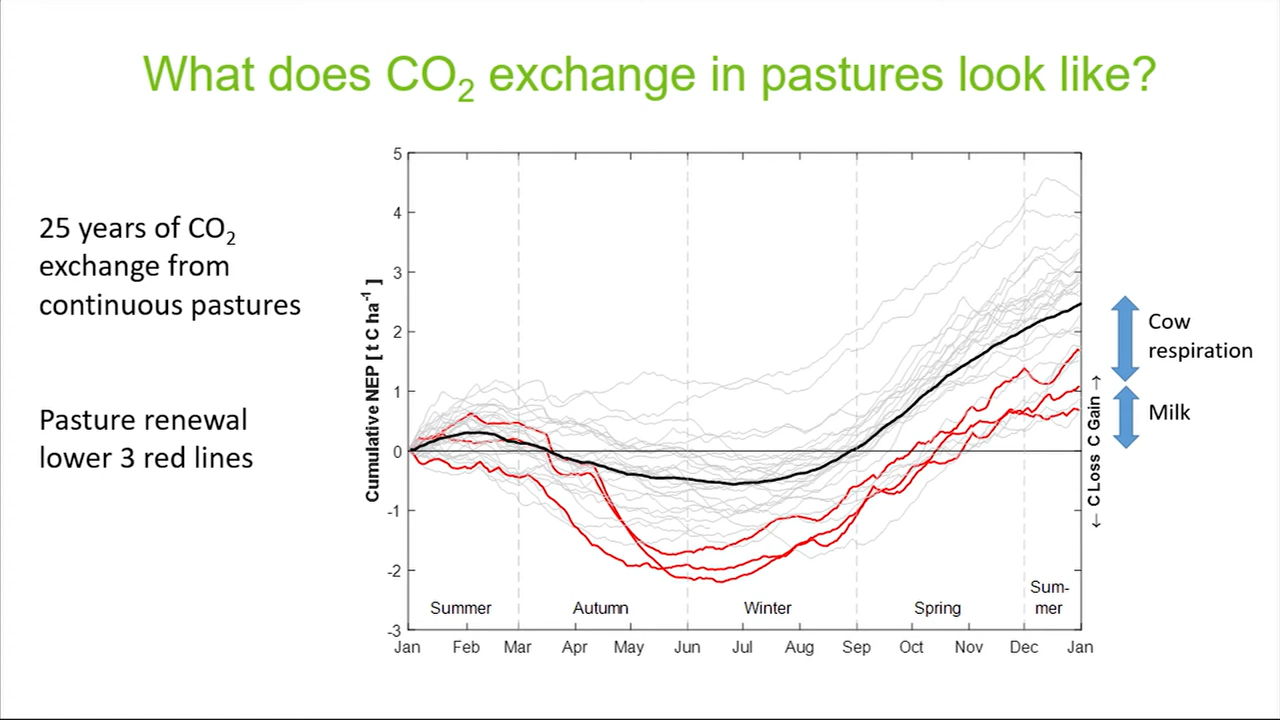 What does CO₂ exchange in pastures look like?
25 years of CO₂
exchange from
continuous pastures
Pasture renewal
lower 3 red lines
Cumulative NEP [ t C ha⁻¹ ]
5
4
3
2
1
0
-1
-2
-3
Summer
Autumn
Winter
Spring
Sum-
mer
Jan
Feb
Mar
Apr
May
Jun
Jul
Aug
Sep
Oct
Nov
Dec
Jan
← C Loss C Gain →
Cow
respiration
Milk